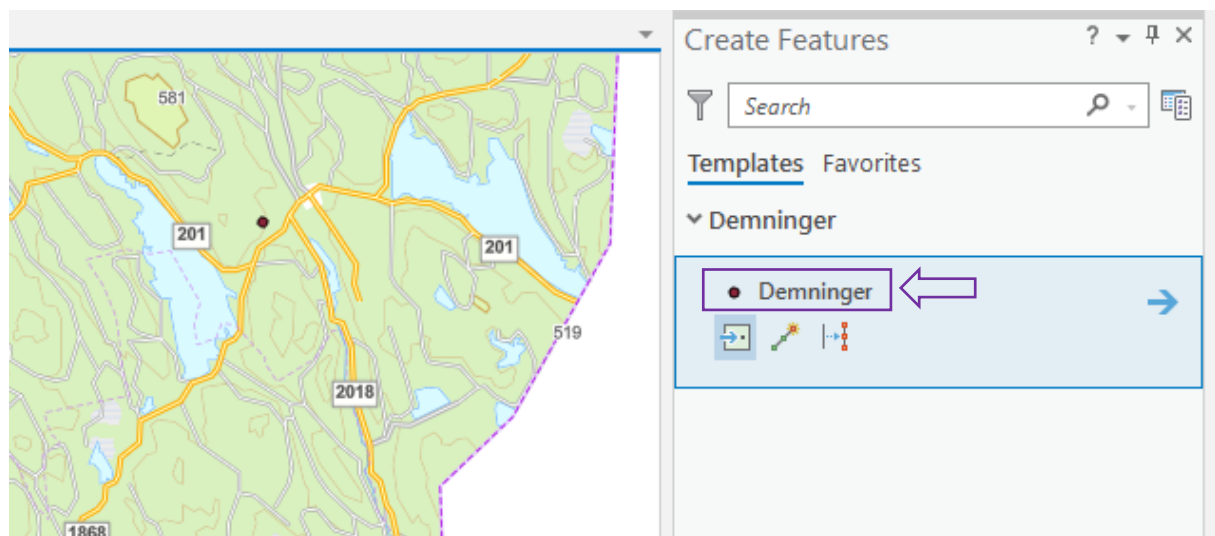 Create Features
?
Search
Templates Favorites
Demninger
Demninger
581
201
201
519
2018
1868